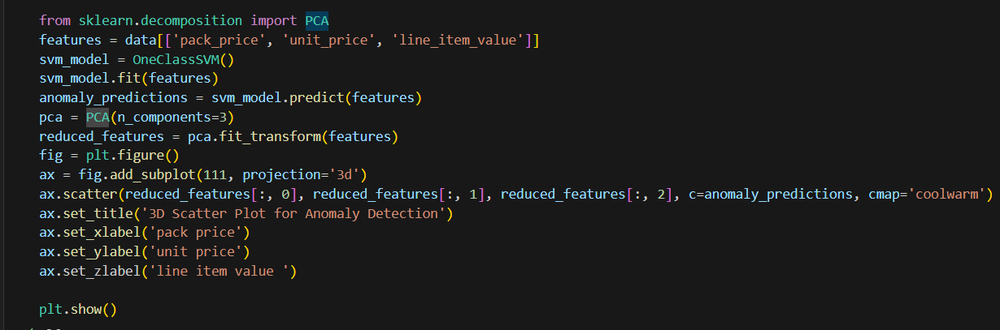 from sklearn.decomposition import PCA
features = data[['pack_price', 'unit_price', 'line_item_value']]
svm_model = OneClassSVM()
svm_model.fit(features)
anomaly_predictions = svm_model.predict(features)
pca = PCA(n_components=3)
reduced_features = pca.fit_transform(features)
fig = plt.figure()
ax = fig.add_subplot(111, projection='3d')
ax.scatter(reduced_features[:, 0], reduced_features[:, 1], reduced_features[:, 2], c=anomaly_predictions, cmap='coolwarm')
ax.set_title('3D Scatter Plot for Anomaly Detection')
ax.set_xlabel('pack price')
ax.set_ylabel('unit price')
ax.set_zlabel('line item value ')
plt.show()